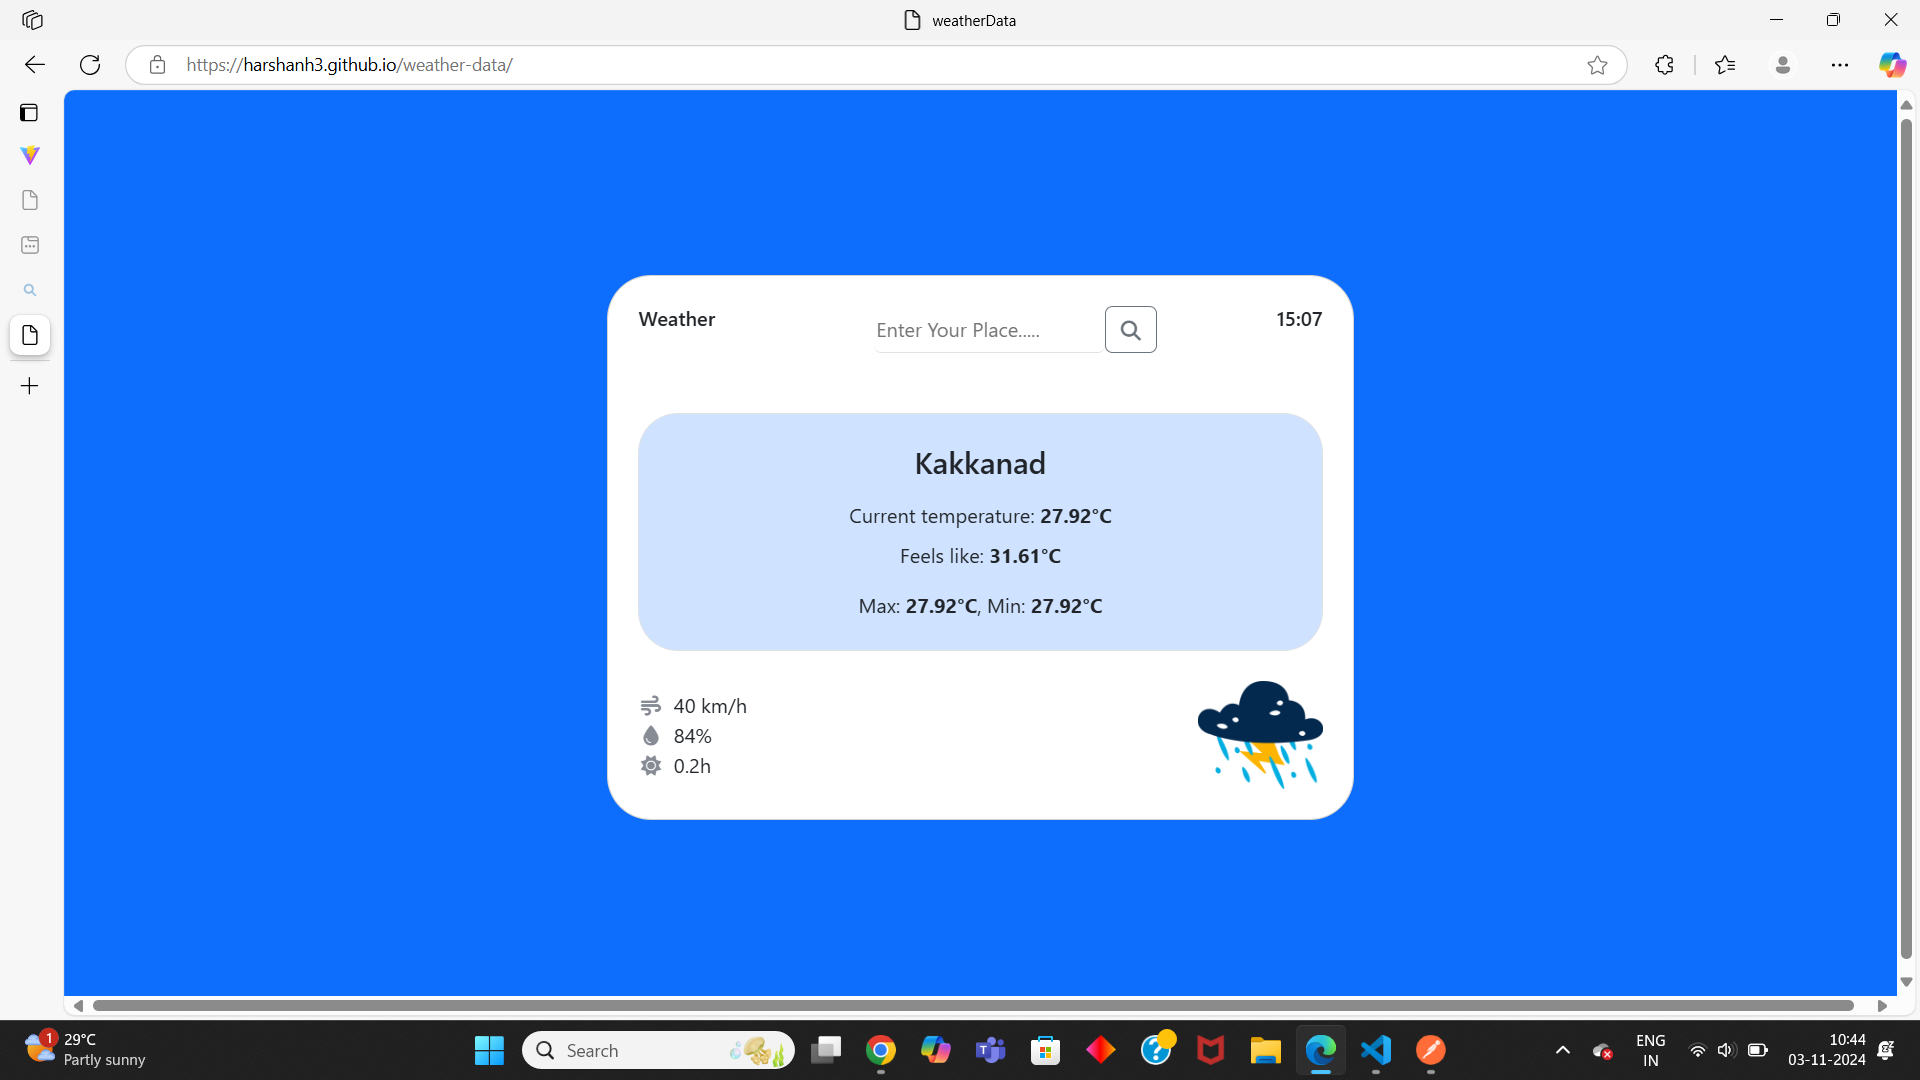 weatherData
https://harshanh3.github.io/weather-data/
Weather
Enter Your Place.....
15:07
Kakkanad
Current temperature: 27.92°C
Feels like: 31.61°C
Max: 27.92°C, Min: 27.92°C
40 km/h
84%
0.2h
1
29°C
Partly sunny
Search
ENG
IN
10:44
03-11-2024